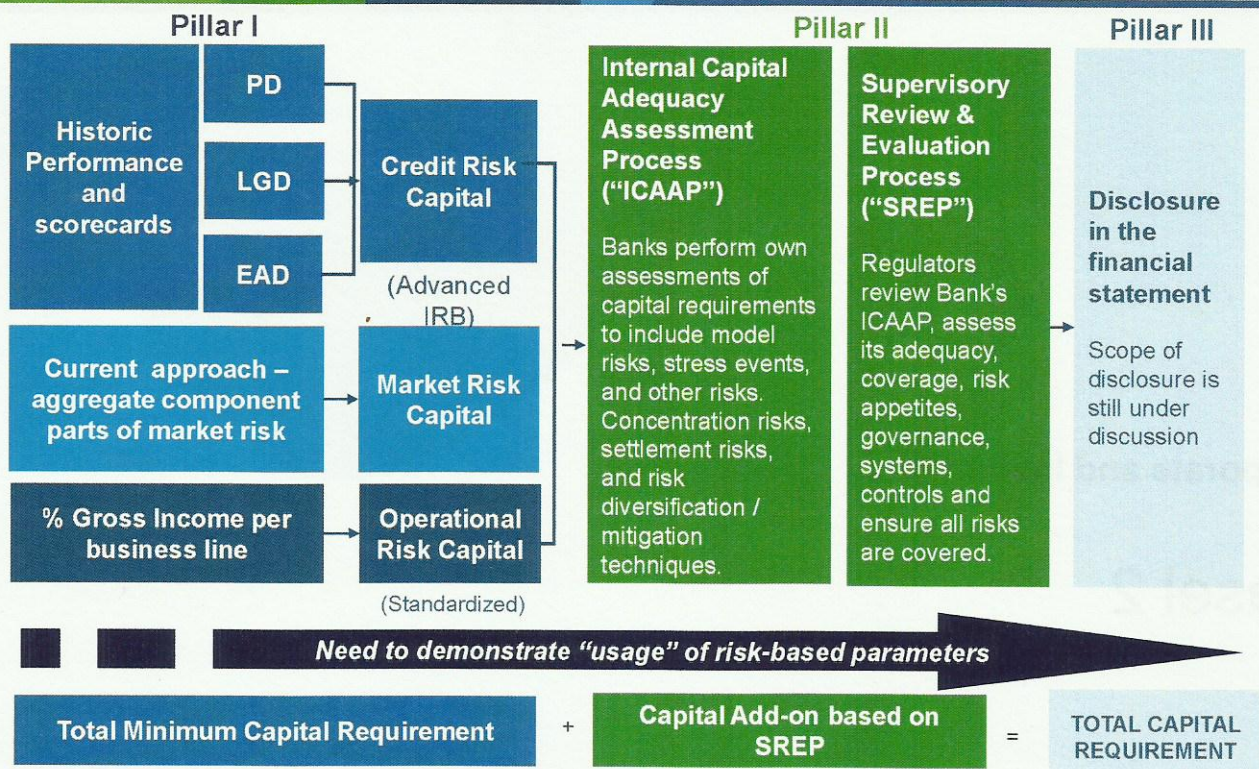 Pillar I
Pillar II
Pillar III
Historic
Performance
and
scorecards
PD
LGD
EAD
Credit Risk
Capital
(Advanced
IRB)
Current approach –
aggregate component
parts of market risk
Market Risk
Capital
% Gross Income per
business line
Operational
Risk Capital
(Standardized)
Internal Capital
Adequacy
Assessment
Process
(“ICAAP”)
Banks perform own
assessments of
capital requirements
to include model
risks, stress events,
and other risks.
Concentration risks,
settlement risks,
and risk
diversification /
mitigation
techniques.
Supervisory
Review &
Evaluation
Process
(“SREP”)
Regulators
review Bank's
ICAAP, assess
its adequacy,
coverage, risk
appetites,
governance,
systems,
controls and
ensure all risks
are covered.
Disclosure
in the
financial
statement
Scope of
disclosure is
still under
discussion
Need to demonstrate “usage” of risk-based parameters
Total Minimum Capital Requirement
+
Capital Add-on based on
SREP
=
TOTAL CAPITAL
REQUIREMENT